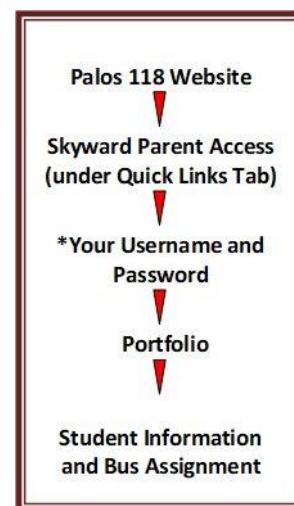 Palos 118 Website
Skyward Parent Access
(under Quick Links Tab)
*Your Username and
Password
Portfolio
Student Information
and Bus Assignment